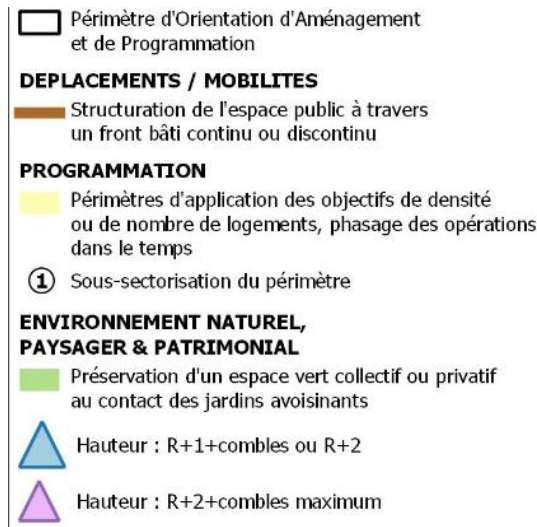 Périmètre d'Orientation d'Aménagement
et de Programmation
DEPLACEMENTS / MOBILITES
Structuration de l'espace public à travers
un front bâti continu ou discontinu
PROGRAMMATION
Périmètres d'application des objectifs de densité
ou de nombre de logements, phasage des opérations
dans le temps
1 Sous-sectorisation du périmètre
ENVIRONNEMENT NATUREL,
PAYSAGER & PATRIMONIAL
Préservation d'un espace vert collectif ou privatif
au contact des jardins avoisinants
Hauteur : R+1+combles ou R+2
Hauteur : R+2+combles maximum